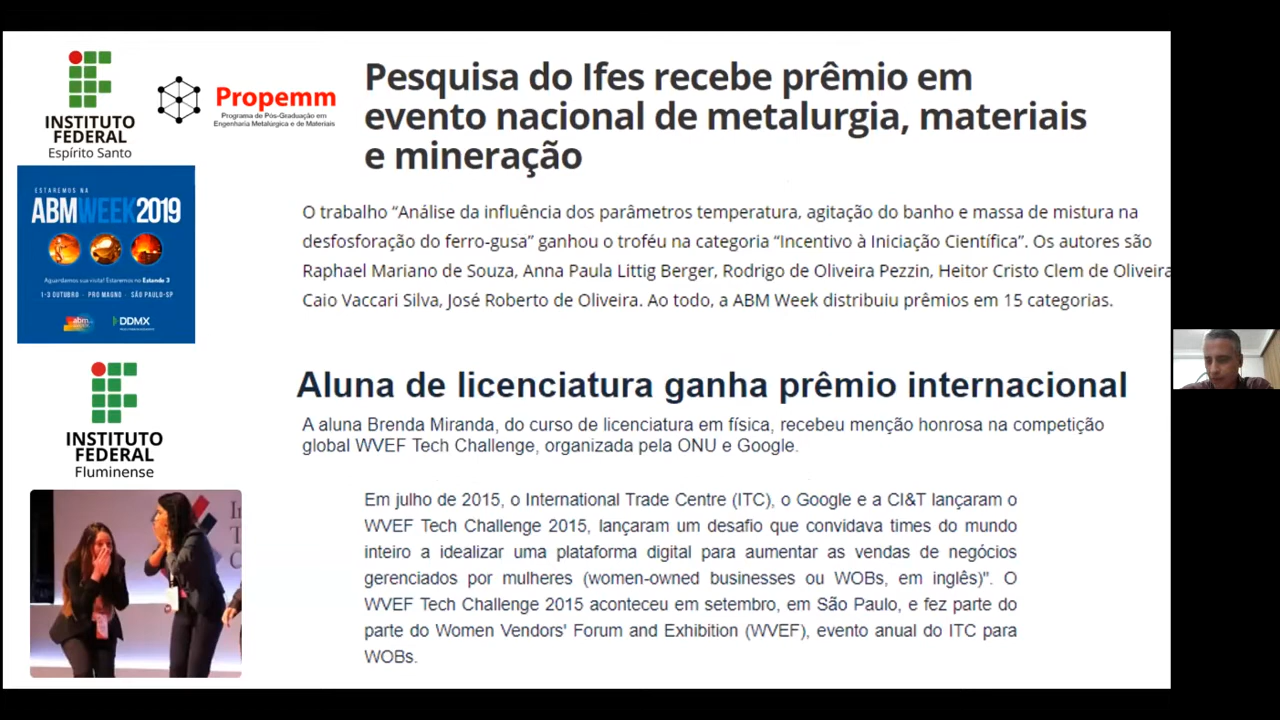 INSTITUTO
FEDERAL
Espírito Santo
Propemm
Programa de Pós-Graduação em
Engenharia Metalúrgica e de Materiais
Pesquisa do Ifes recebe prêmio em
evento nacional de metalurgia, materiais
e mineração
ESTAREMOS NA
ABMWEEK2019
Aguardamos sua visita! Estaremos no Estande 3
1-3 OUTUBRO - PRO MAGNO - SÃO PAULO-SP
abm
DDMX
O trabalho “Análise da influência dos parâmetros temperatura, agitação do banho e massa de mistura na
desfosforação do ferro-gusa” ganhou o troféu na categoria “Incentivo à Iniciação Científica”. Os autores são
Raphael Mariano de Souza, Anna Paula Littig Berger, Rodrigo de Oliveira Pezzin, Heitor Cristo Clem de Oliveira
Caio Vaccari Silva, José Roberto de Oliveira. Ao todo, a ABM Week distribuiu prêmios em 15 categorias.
INSTITUTO
FEDERAL
Fluminense
Aluna de licenciatura ganha prêmio internacional
A aluna Brenda Miranda, do curso de licenciatura em física, recebeu menção honrosa na competição
global WVEF Tech Challenge, organizada pela ONU e Google.
Em julho de 2015, o International Trade Centre (ITC), o Google e a CI&T lançaram o
WVEF Tech Challenge 2015, lançaram um desafio que convidava times do mundo
inteiro a idealizar uma plataforma digital para aumentar as vendas de negócios
gerenciados por mulheres (women-owned businesses ou WOBs, em inglês)". O
WVEF Tech Challenge 2015 aconteceu em setembro, em São Paulo, e fez parte do
parte do Women Vendors' Forum and Exhibition (WVEF), evento anual do ITC para
WOBs.